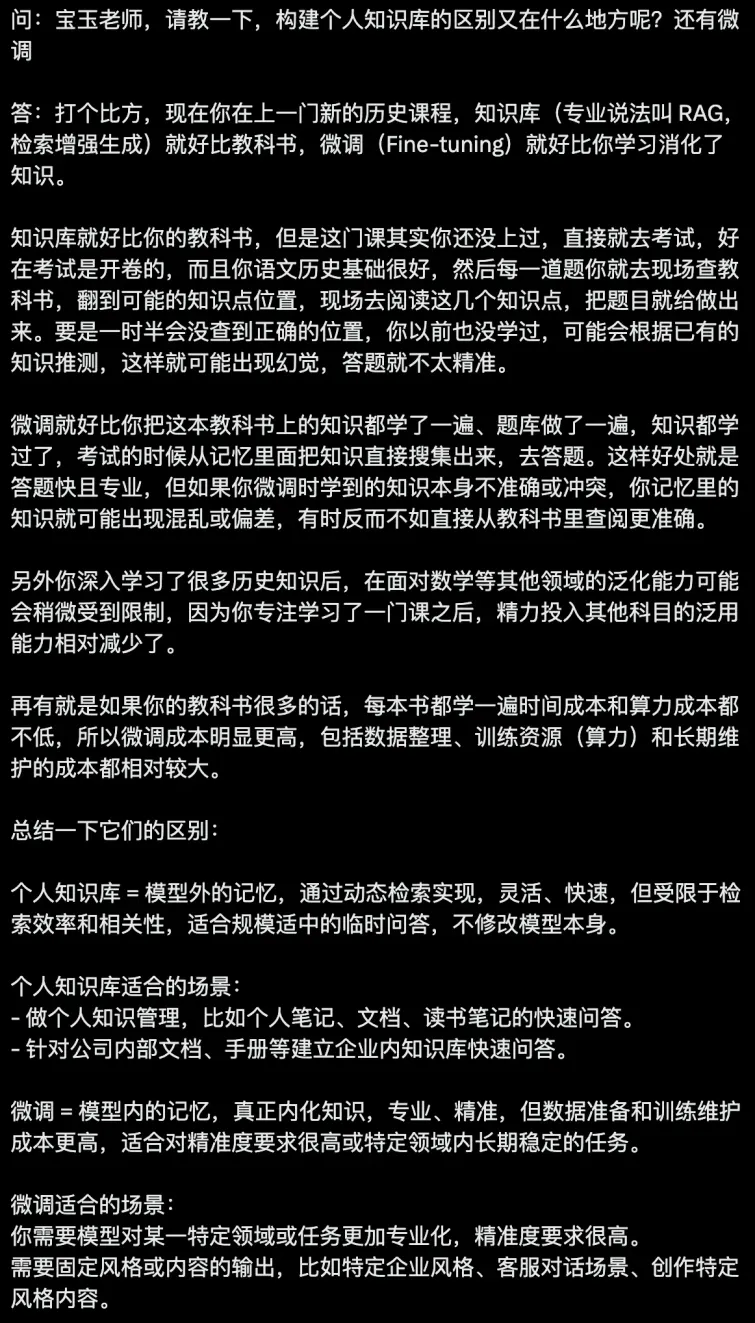 问：宝玉老师，请教一下，构建个人知识库的区别又在什么地方呢？还有微
调
答：打个比方，现在你在上一门新的历史课程，知识库（专业说法叫 RAG，
检索增强生成）就好比教科书，微调（Fine-tuning）就好比你学习消化了
知识。
知识库就好比你的教科书，但是这门课其实你还没上过，直接就去考试，好
在考试是开卷的，而且你语文历史基础很好，然后每一道题你就去现场查教
科书，翻到可能的知识点位置，现场去阅读这几个知识点，把题目就给做出
来。要是一时半会没查到正确的位置，你以前也没学过，可能会根据已有的
知识推测，这样就可能出现幻觉，答题就不太精准。
微调就好比你把这本教科书上的知识都学了一遍、题库做了一遍，知识都学
过了，考试的时候从记忆里面把知识直接搜集出来，去答题。这样好处就是
答题快且专业，但如果你微调时学到的知识本身不准确或冲突，你记忆里的
知识就可能出现混乱或偏差，有时反而不如直接从教科书里查阅更准确。
另外你深入学习了很多历史知识后，在面对数学等其他领域的泛化能力可能
会稍微受到限制，因为你专注学习了一门课之后，精力投入其他科目的泛用
能力相对减少了。
再有就是如果你的教科书很多的话，每本书都学一遍时间成本和算力成本都
不低，所以微调成本明显更高，包括数据整理、训练资源（算力）和长期维
护的成本都相对较大。
总结一下它们的区别：
个人知识库 = 模型外的记忆，通过动态检索实现，灵活、快速，但受限于检
索效率和相关性，适合规模适中的临时问答，不修改模型本身。
个人知识库适合的场景：
- 做个人知识管理，比如个人笔记、文档、读书笔记的快速问答。
- 针对公司内部文档、手册等建立企业内知识库快速问答。
微调 = 模型内的记忆，真正内化知识，专业、精准，但数据准备和训练维护
成本更高，适合对精准度要求很高或特定领域内长期稳定的任务。
微调适合的场景：
你需要模型对某一特定领域或任务更加专业化，精准度要求很高。
需要固定风格或内容的输出，比如特定企业风格、客服对话场景、创作特定
风格内容。